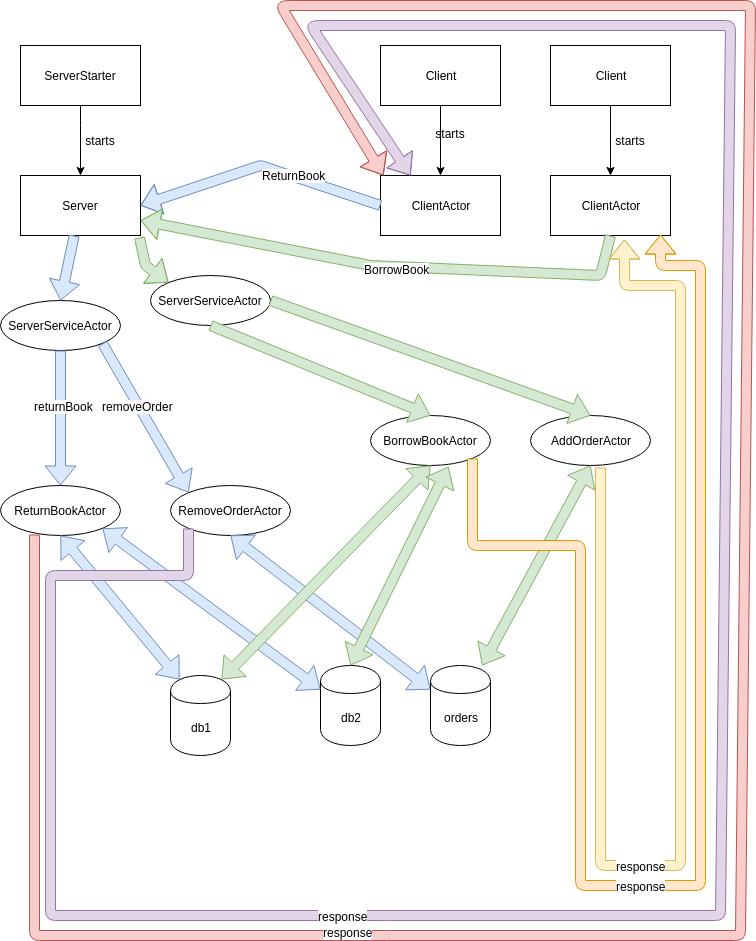 ServerStarter
Client
Client
starts
starts
starts
ReturnBook
Server
ClientActor
ClientActor
BorrowBook
ServerServiceActor
ServerServiceActor
returnBook
removeOrder
BorrowBookActor
AddOrderActor
ReturnBookActor
RemoveOrderActor
db1
db2
orders
response
response
response
response